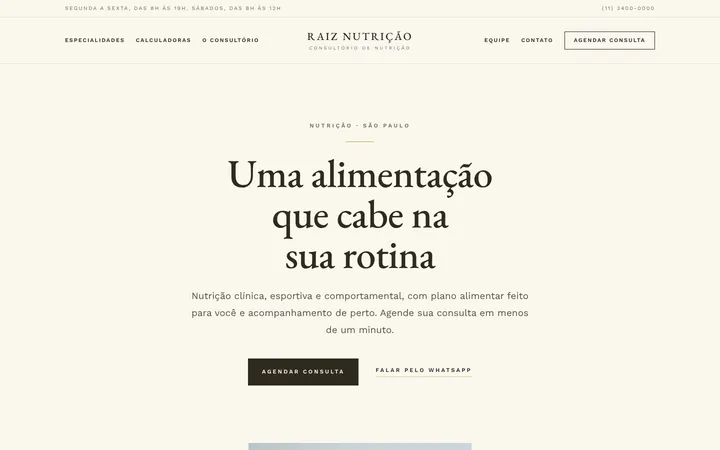 SEGUNDA A SEXTA, DAS 8H ÀS 19H. SÁBADOS, DAS 8H ÀS 12H
(11) 3400-0000
ESPECIALIDADES
CALCULADORAS
O CONSULTÓRIO
RAIZ NUTRIÇÃO
CONSULTÓRIO DE NUTRIÇÃO
EQUIPE
CONTATO
AGENDAR CONSULTA
NUTRIÇÃO · SÃO PAULO
Uma alimentação
que cabe na
sua rotina
Nutrição clínica, esportiva e comportamental, com plano alimentar feito
para você e acompanhamento de perto. Agende sua consulta em menos
de um minuto.
AGENDAR CONSULTA
FALAR PELO WHATSAPP